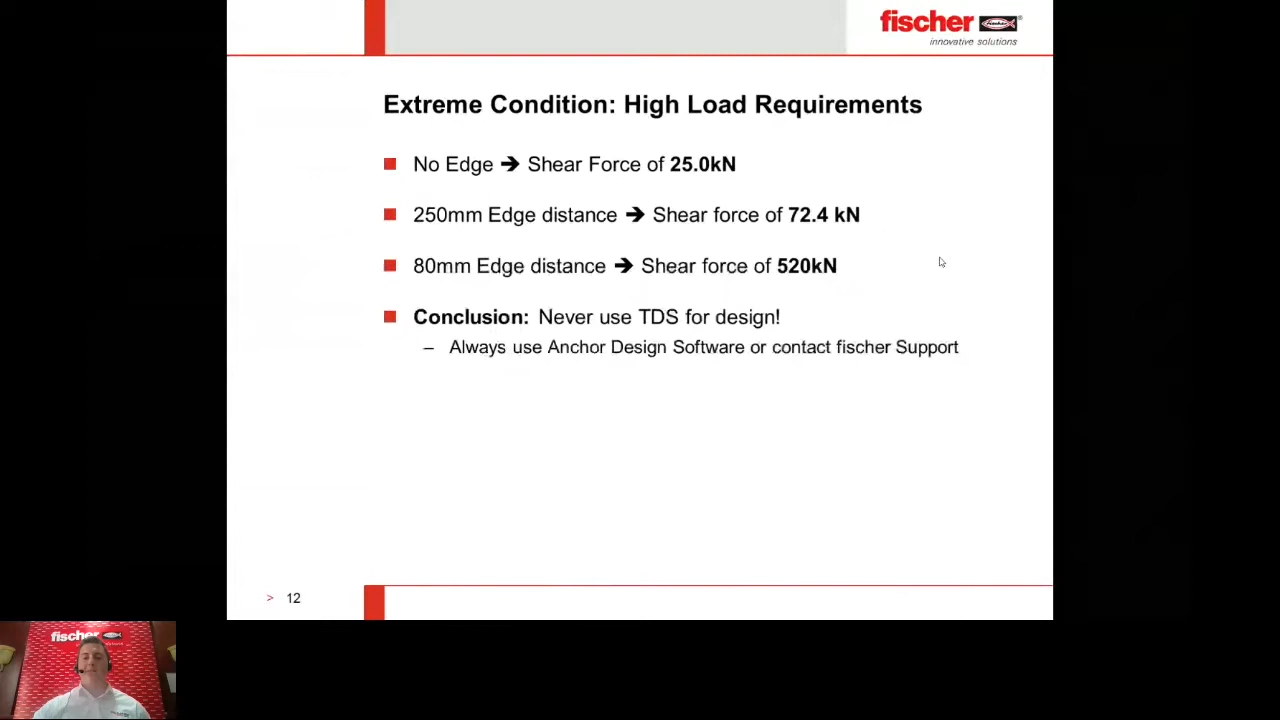 fischer
innovative solutions
Extreme Condition: High Load Requirements
No Edge ➔ Shear Force of 25.0kN
250mm Edge distance ➔ Shear force of 72.4 kN
80mm Edge distance ➔ Shear force of 520kN
Conclusion: Never use TDS for design!
– Always use Anchor Design Software or contact fischer Support
> 12
fischer